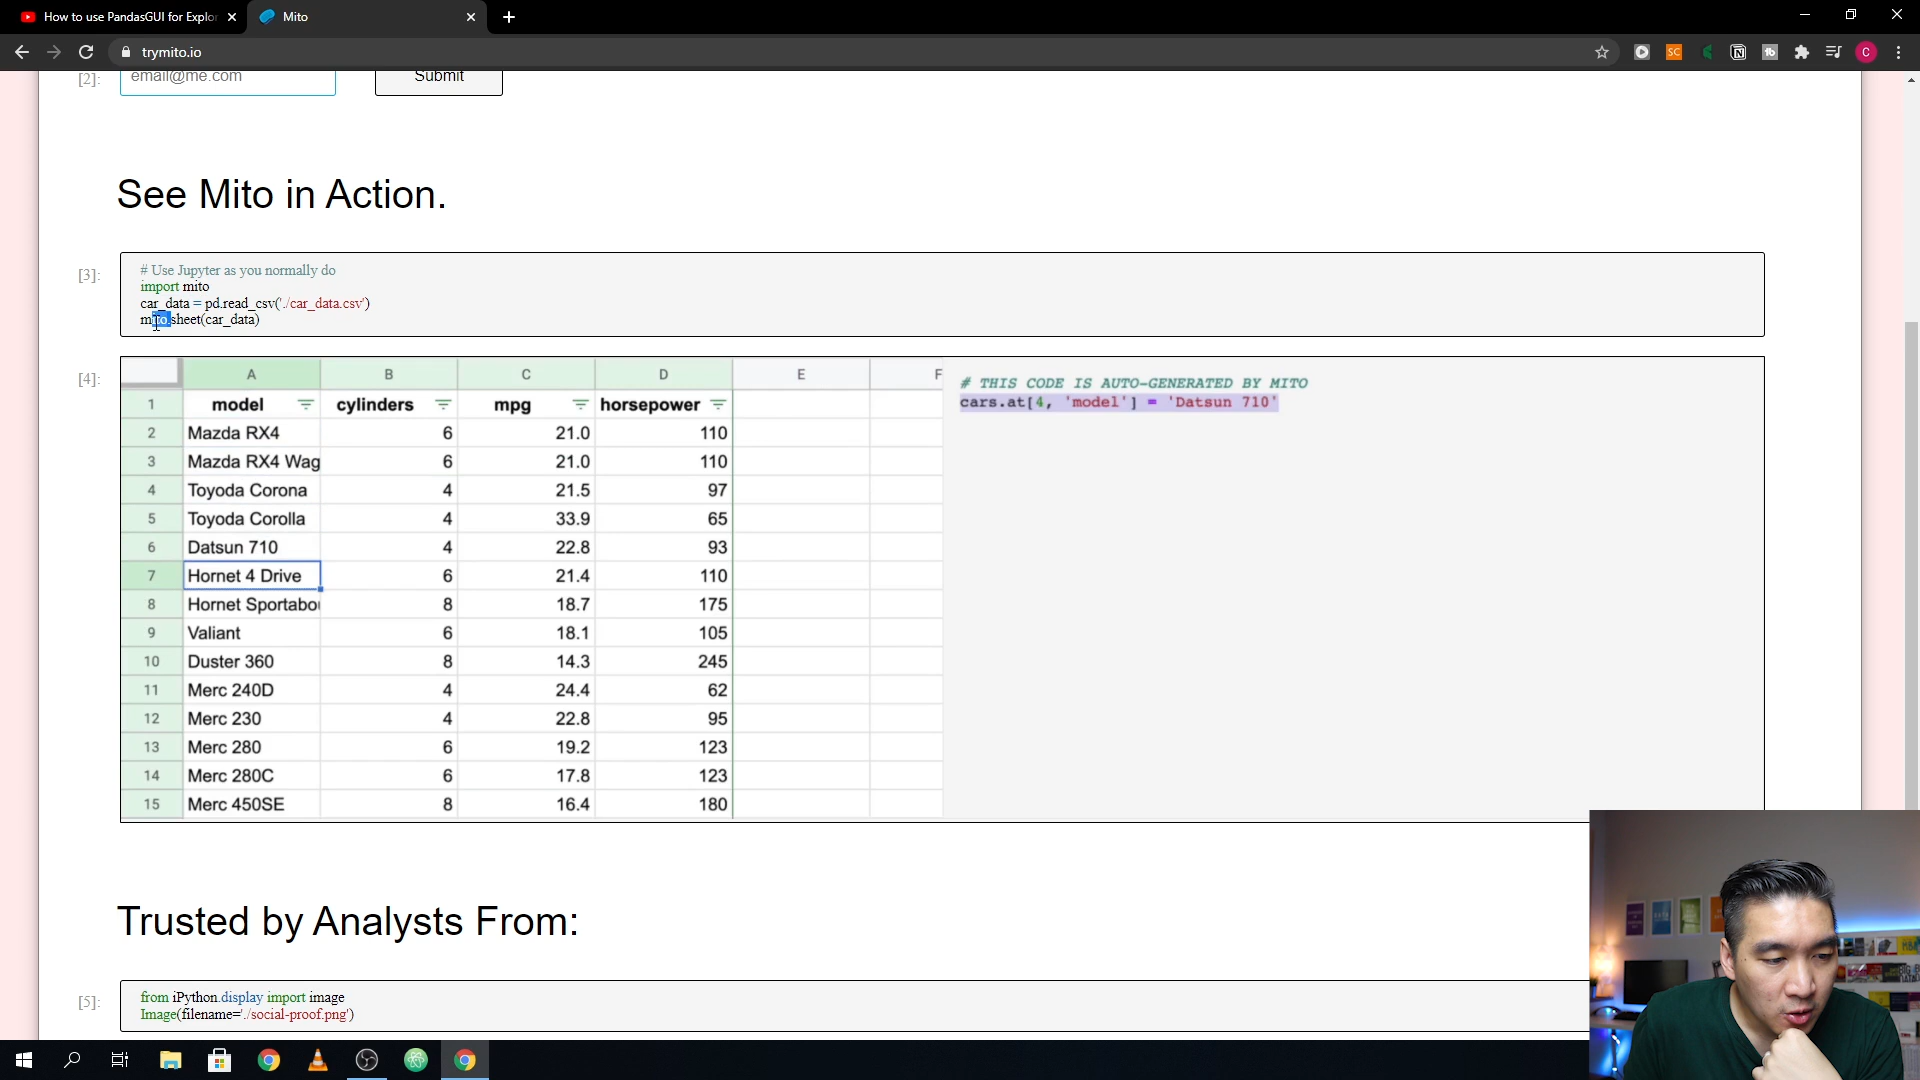 How to use PandasGUI for Explor
Mito
trymito.io
[2]:
email@me.com
Submit
See Mito in Action.
[3]:
# Use Jupyter as you normally do
import mito
car_data = pd.read_csv('./car_data.csv')
mito.sheet(car_data)
[4]:
A B C D E F
1 model cylinders mpg horsepower
2 Mazda RX4 6 21.0 110
3 Mazda RX4 Wag 6 21.0 110
4 Toyoda Corona 4 21.5 97
5 Toyoda Corolla 4 33.9 65
6 Datsun 710 4 22.8 93
7 Hornet 4 Drive 6 21.4 110
8 Hornet Sportabou 8 18.7 175
9 Valiant 6 18.1 105
10 Duster 360 8 14.3 245
11 Merc 240D 4 24.4 62
12 Merc 230 4 22.8 95
13 Merc 280 6 19.2 123
14 Merc 280C 6 17.8 123
15 Merc 450SE 8 16.4 180
# THIS CODE IS AUTO-GENERATED BY MITO
cars.at[4, 'model'] = 'Datsun 710'
Trusted by Analysts From:
[5]:
from iPython.display import image
Image(filename='./social-proof.png')